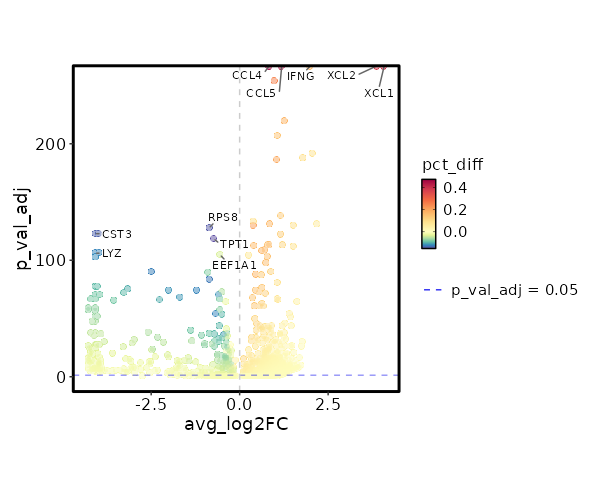 CCL4
IFNG
XCL2
CCL5
XCL1
200
100
0
p_val_adj
RPS8
CST3
TPT1
LYZ
EEF1A1
-2.5
0.0
2.5
avg_log2FC
pct_diff
0.4
0.2
0.0
p_val_adj = 0.05